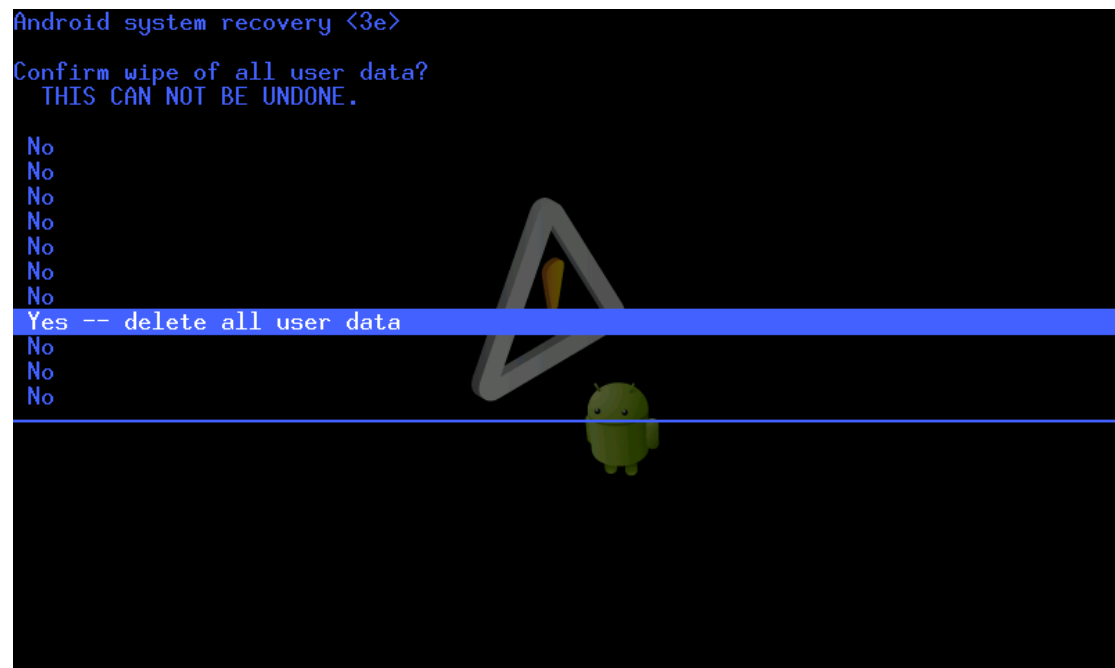 Android system recovery <3e>
Confirm wipe of all user data?
THIS CAN NOT BE UNDONE.
No
No
No
No
No
No
No
Yes -- delete all user data
No
No
No